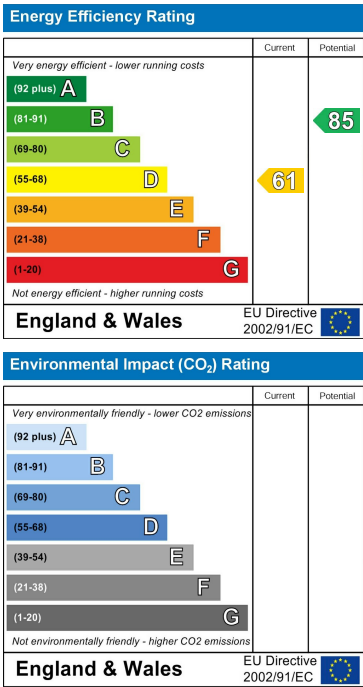 Energy Efficiency Rating
Current Potential
Very energy efficient - lower running costs
(92 plus) A
(81-91) B
(69-80) C
(55-68) D
(39-54) E
(21-38) F
(1-20) G
61
85
Not energy efficient - higher running costs
England & Wales
EU Directive
2002/91/EC
Environmental Impact (CO₂) Rating
Current Potential
Very environmentally friendly - lower CO2 emissions
(92 plus) A
(81-91) B
(69-80) C
(55-68) D
(39-54) E
(21-38) F
(1-20) G
Not environmentally friendly - higher CO2 emissions
England & Wales
EU Directive
2002/91/EC